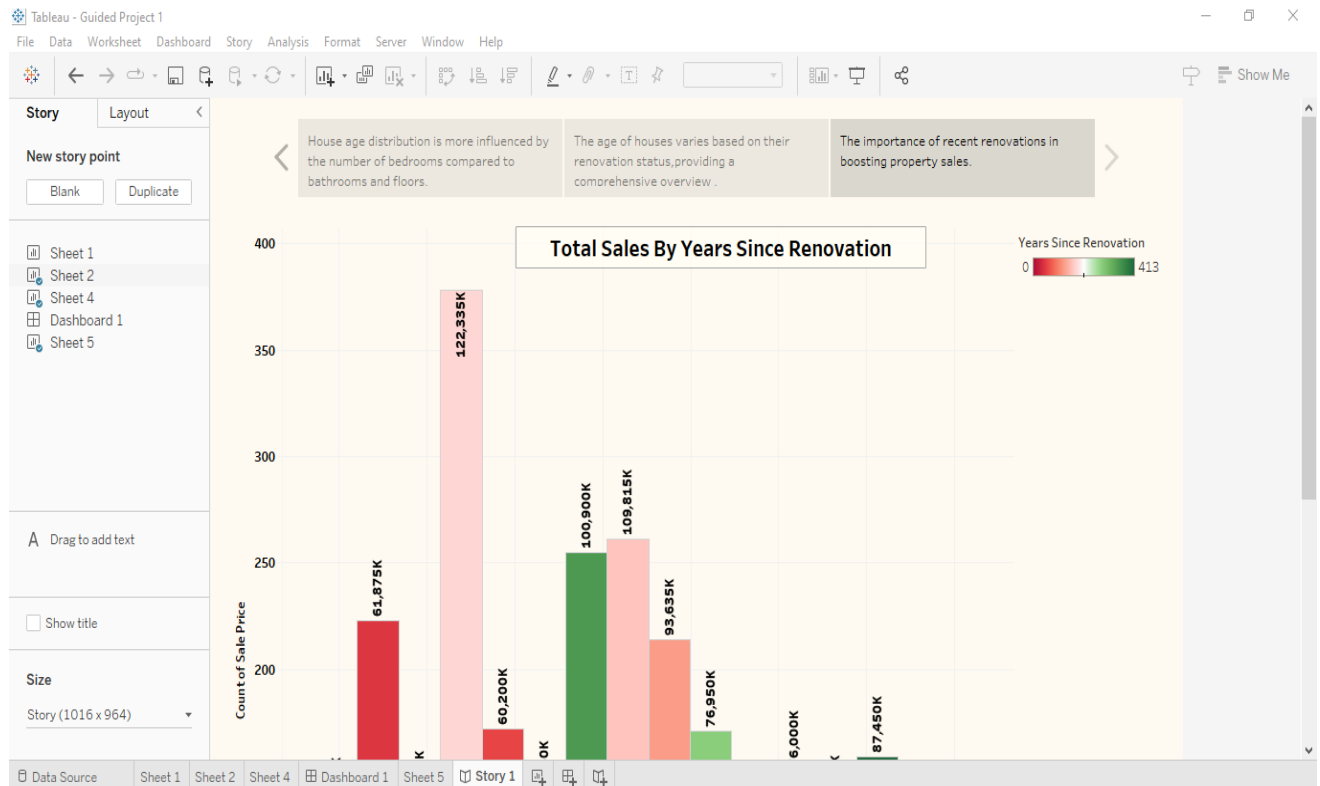 Tableau - Guided Project 1
File Data Worksheet Dashboard Story Analysis Format Server Window Help
Show Me
Story Layout
New story point
Blank Duplicate
Sheet 1
Sheet 2
Sheet 4
Dashboard 1
Sheet 5
A Drag to add text
Show title
Size
Story (1016 x 964)
House age distribution is more influenced by
the number of bedrooms compared to
bathrooms and floors.
The age of houses varies based on their
renovation status,providing a
comprehensive overview .
The importance of recent renovations in
boosting property sales.
Total Sales By Years Since Renovation
Years Since Renovation
0 413
Count of Sale Price
400
350
300
250
200
61,875K
122,335K
60,200K
100,900K
109,815K
93,635K
76,950K
87,450K
Data Source Sheet 1 Sheet 2 Sheet 4 Dashboard 1 Sheet 5 Story 1